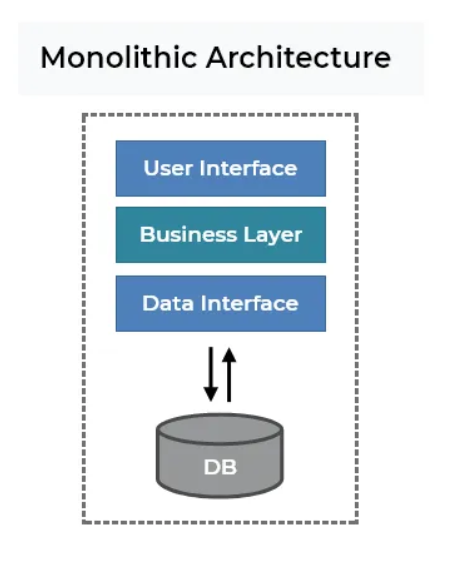 Monolithic Architecture
User Interface
Business Layer
Data Interface
DB